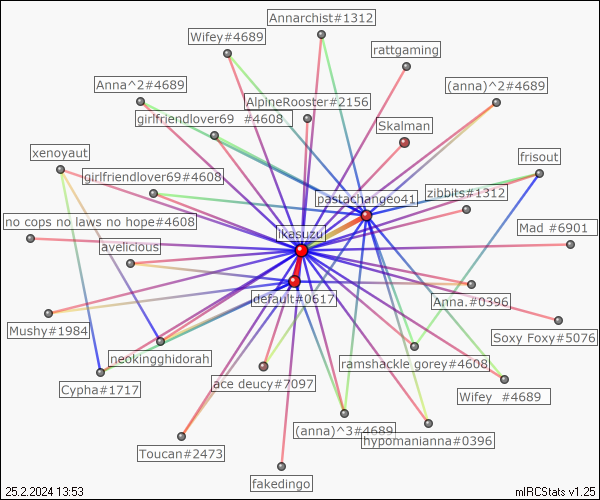 Annarchist#1312
Wifey#4689
rattgaming
Anna^2#4689
(anna)^2#4689
AlpineRooster#2156
girlfriendlover69 #4608
Skalman
xenoyaut
frisout
girlfriendlover69#4608
zibbits#1312
pastachangeo41
no cops no laws no hope#4608
Mad #6901
ikasuzu
avelicious
default#0617
Anna.#0396
Mushy#1984
Soxy Foxy#5076
neokingghidorah
ramshackle gorey#4608
Cypha#1717
ace deucy#7097
Wifey #4689
(anna)^3#4689
hypomanianna#0396
Toucan#2473
fakedingo
25.2.2024 13:53
mIRCStats v1.25